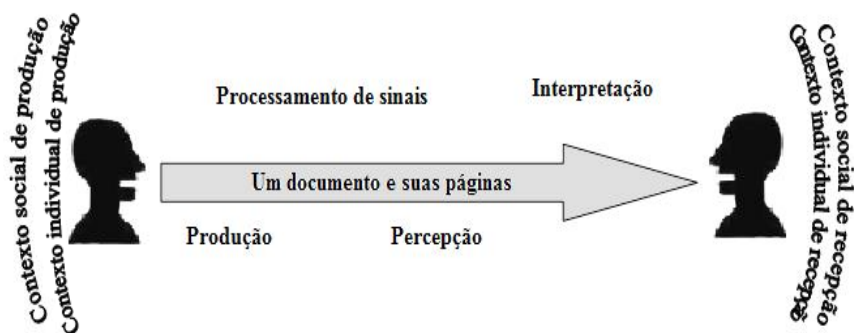 Contexto social de produção
Contexto individual de produção
Processamento de sinais
Interpretação
Um documento e suas páginas
Produção
Percepção
Contexto social de recepção
Contexto individual de